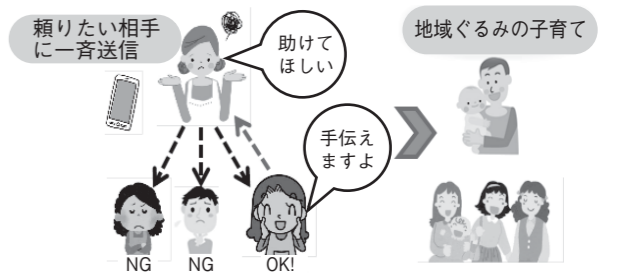 頼りたい相手
に一斉送信
助けて
ほしい
手伝え
ますよ
NG
NG
OK!
地域ぐるみの子育て